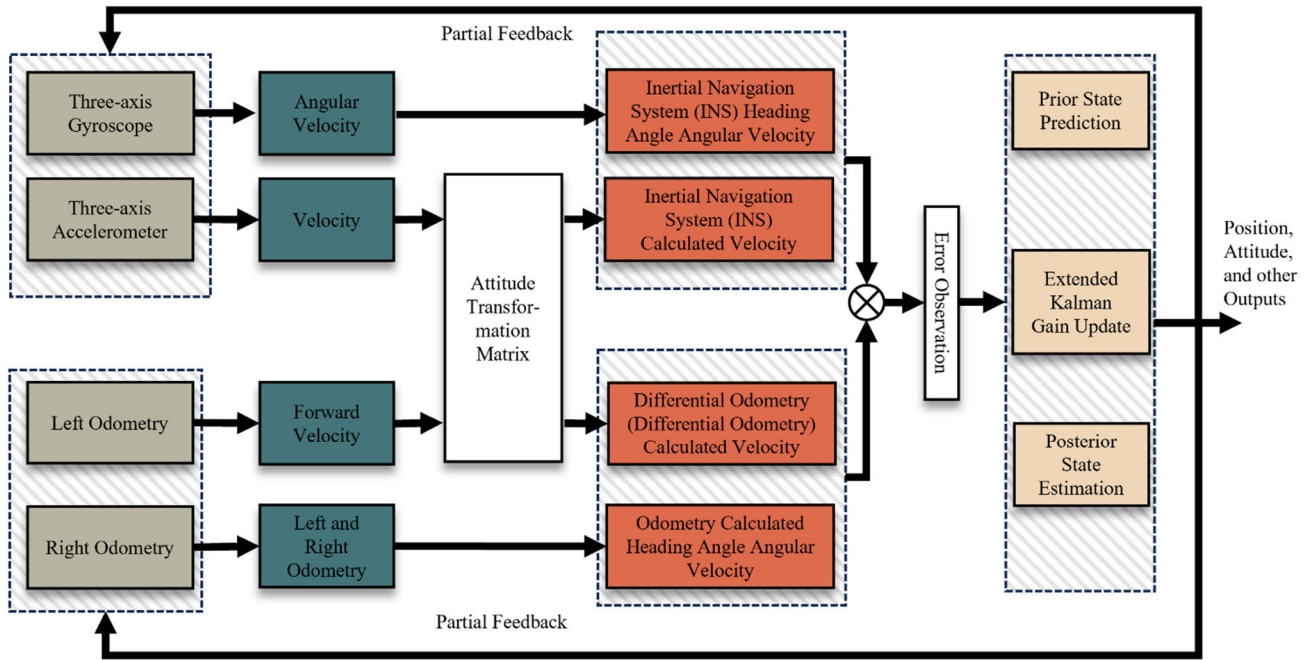 Partial Feedback
Three-axis
Gyroscope
Angular
Velocity
Inertial Navigation
System (INS) Heading
Angle Angular Velocity
Prior State
Prediction
Three-axis
Accelerometer
Velocity
Attitude
Transfor-
mation
Matrix
Inertial Navigation
System (INS)
Calculated Velocity
Error Observation
Extended
Kalman
Gain Update
Position,
Attitude,
and other
Outputs
Left Odometry
Forward
Velocity
Differential Odometry
(Differential Odometry)
Calculated Velocity
Posterior
State
Estimation
Right Odometry
Left and
Right
Odometry
Odometry Calculated
Heading Angle Angular
Velocity
Partial Feedback